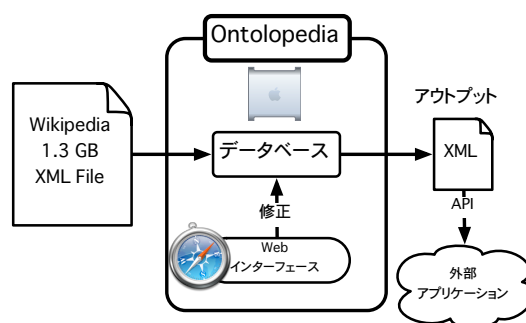 Ontolopedia
Wikipedia
1.3 GB
XML File
データベース
修正
Web
インターフェース
アウトプット
XML
API
外部
アプリケーション